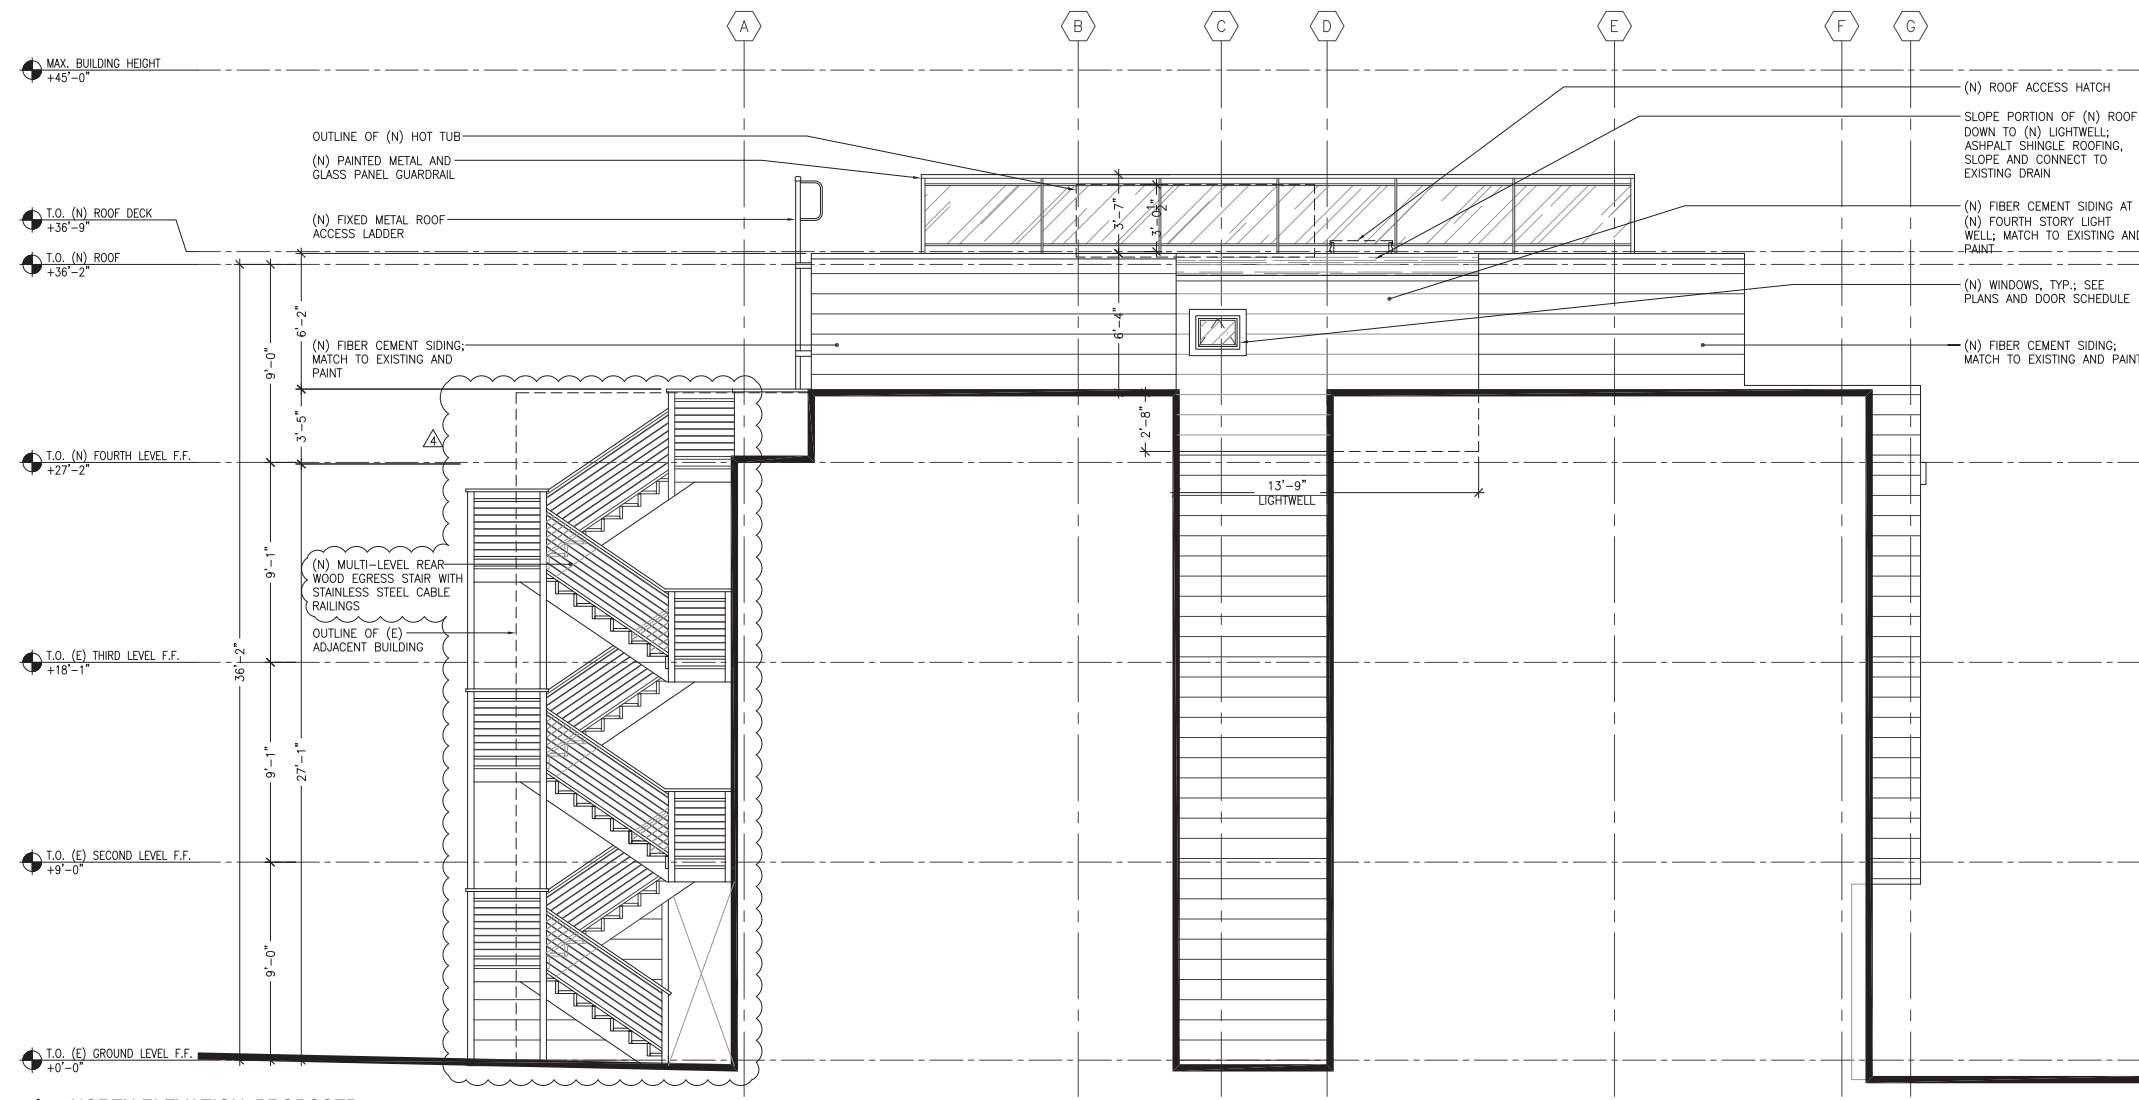 A
B
C
D
E
F
G
MAX. BUILDING HEIGHT
+45'-0"
T.O. (N) ROOF DECK
+36'-9"
T.O. (N) ROOF
+36'-2"
T.O. (N) FOURTH LEVEL F.F.
+27'-2"
T.O. (E) THIRD LEVEL F.F.
+18'-1"
T.O. (E) SECOND LEVEL F.F.
+9'-0"
T.O. (E) GROUND LEVEL F.F.
+0'-0"
36'-2"
9'-0"
9'-1"
9'-1"
9'-0"
6'-2"
3'-5"
27'-1"
OUTLINE OF (N) HOT TUB
(N) PAINTED METAL AND
GLASS PANEL GUARDRAIL
(N) FIXED METAL ROOF
ACCESS LADDER
(N) FIBER CEMENT SIDING;
MATCH TO EXISTING AND
PAINT
4
(N) MULTI-LEVEL REAR
WOOD EGRESS STAIR WITH
STAINLESS STEEL CABLE
RAILINGS
OUTLINE OF (E)
ADJACENT BUILDING
3'-7"
3'-0½"
6'-4"
2'-8"
13'-9"
LIGHTWELL
(N) ROOF ACCESS HATCH
SLOPE PORTION OF (N) ROOF
DOWN TO (N) LIGHTWELL;
ASHPALT SHINGLE ROOFING,
SLOPE AND CONNECT TO
EXISTING DRAIN
(N) FIBER CEMENT SIDING AT
(N) FOURTH STORY LIGHT
WELL; MATCH TO EXISTING AND
PAINT
(N) WINDOWS, TYP.; SEE
PLANS AND DOOR SCHEDULE
(N) FIBER CEMENT SIDING;
MATCH TO EXISTING AND PAINT